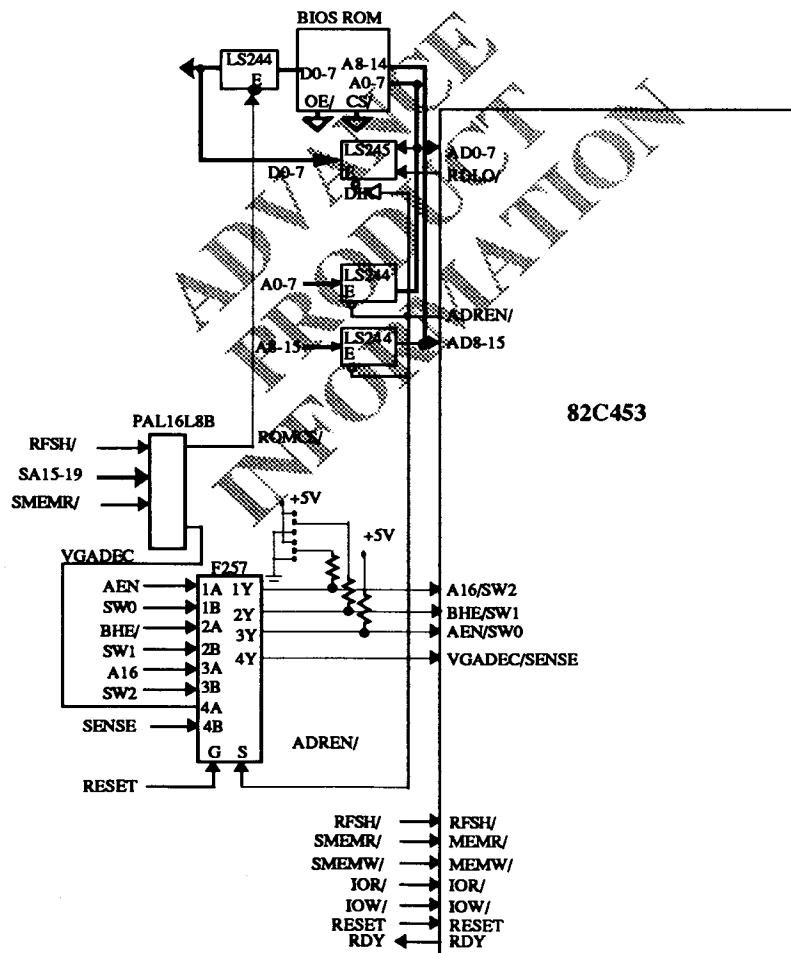 BIOS ROM
LS244
E
D0-7
A8-14
A0-7
OE/ CS/
LS245
E
D0-7
DIR
AD0-7
RDLO/
A0-7
LS244
E
ADREN/
A8-15
LS244
E
AD8-15
ADVANCE
PRODUCT
INFORMATION
82C453
PAL16L8B
RFSH/
SA15-19
SMEMR/
ROMCE/
+5V
+5V
VGADEC
F257
AEN
SW0
BHE/
SW1
A16
SW2
SENSE
1A 1Y
1B
2A 2Y
2B 3Y
3A 4Y
3B
4A
4B
G S
A16/SW2
BHE/SW1
AEN/SW0
VGADEC/SENSE
ADREN/
RESET
RFSH/ RFSH/
SMEMR/ MEMR/
SMEMW/ MEMW/
IOR/ IOR/
IOW/ IOW/
RESET RESET
RDY RDY